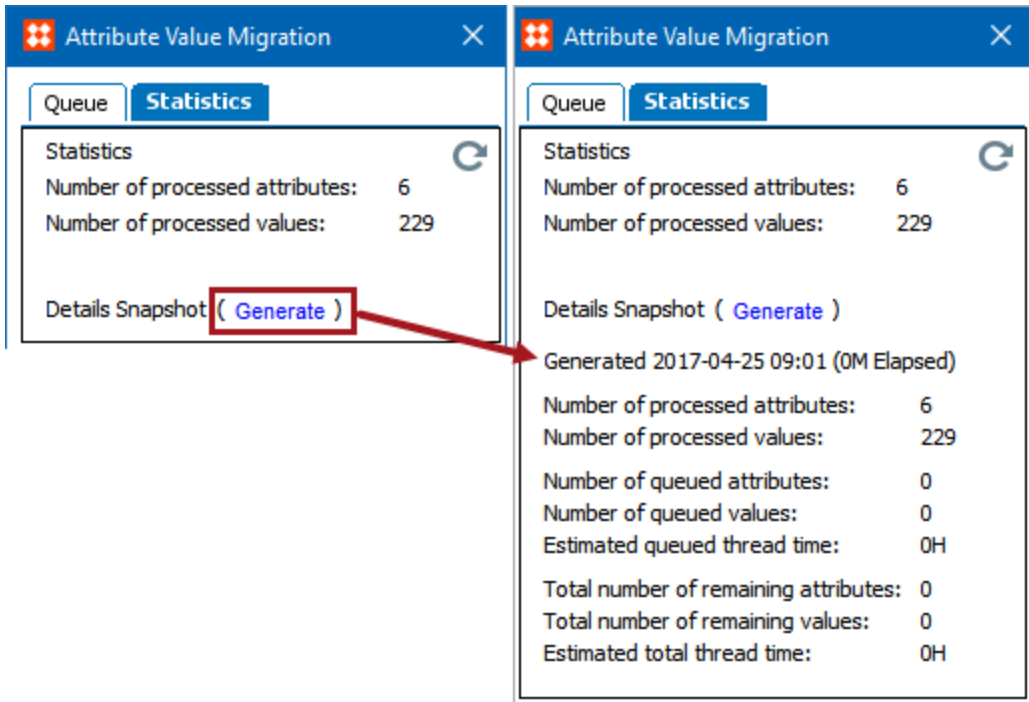 Attribute Value Migration
Queue Statistics
Statistics
Number of processed attributes: 6
Number of processed values: 229
Details Snapshot ( Generate )
Attribute Value Migration
Queue Statistics
Statistics
Number of processed attributes: 6
Number of processed values: 229
Details Snapshot ( Generate )
Generated 2017-04-25 09:01 (0M Elapsed)
Number of processed attributes: 6
Number of processed values: 229
Number of queued attributes: 0
Number of queued values: 0
Estimated queued thread time: 0H
Total number of remaining attributes: 0
Total number of remaining values: 0
Estimated total thread time: 0H